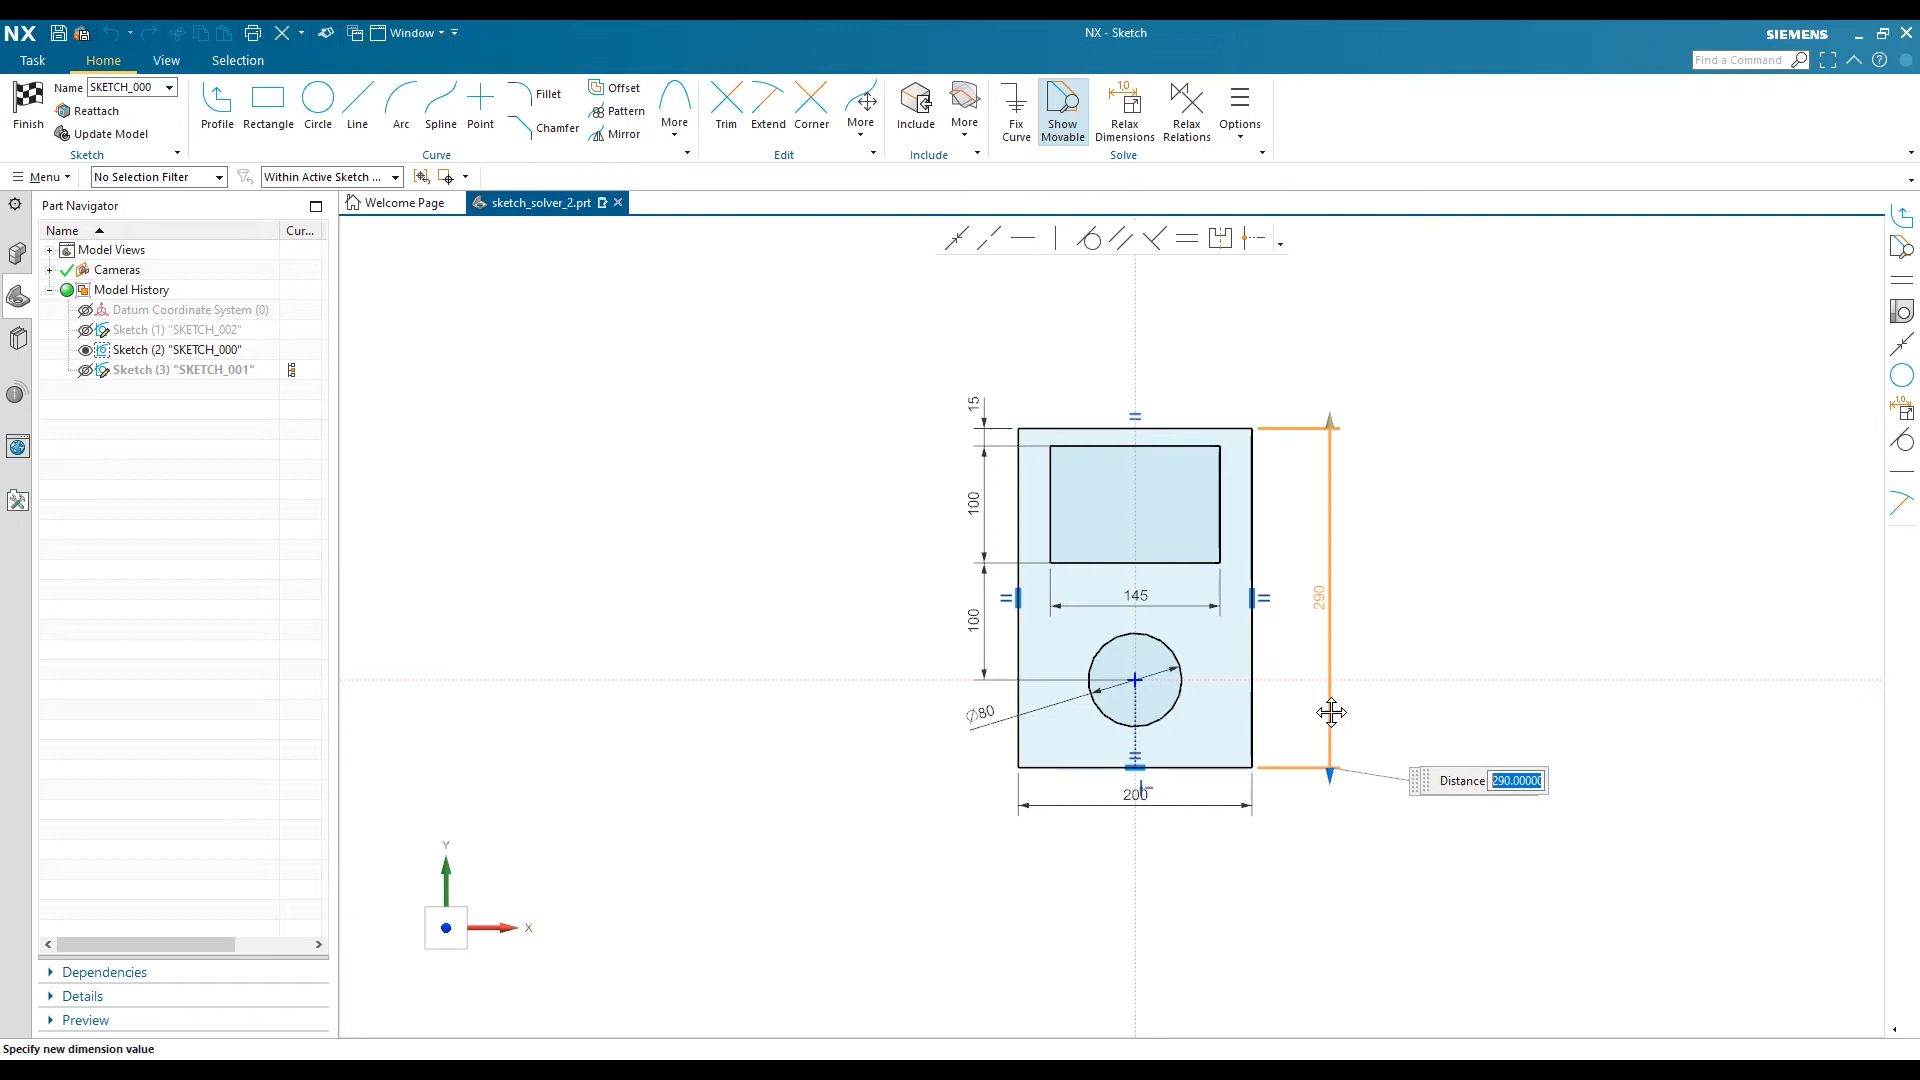 NX
Window
NX - Sketch
SIEMENS
Task
Home
View
Selection
Find a Command
Finish
Name
SKETCH_000
Reattach
Update Model
Sketch
Profile
Rectangle
Circle
Line
Arc
Spline
Point
Fillet
Chamfer
Offset
Pattern
Mirror
More
Curve
Trim
Extend
Corner
More
Edit
Include
More
Include
Fix Curve
Show Movable
Relax Dimensions
Relax Relations
Options
Solve
Menu
No Selection Filter
Within Active Sketch ...
Part Navigator
Welcome Page
sketch_solver_2.prt
Name
Cur...
Model Views
Cameras
Model History
Datum Coordinate System (0)
Sketch (1) "SKETCH_002"
Sketch (2) "SKETCH_000"
Sketch (3) "SKETCH_001"
15
100
145
100
290
Ø80
200
Distance
290.00000
Y
X
1,0
1,0
Dependencies
Details
Preview
Specify new dimension value